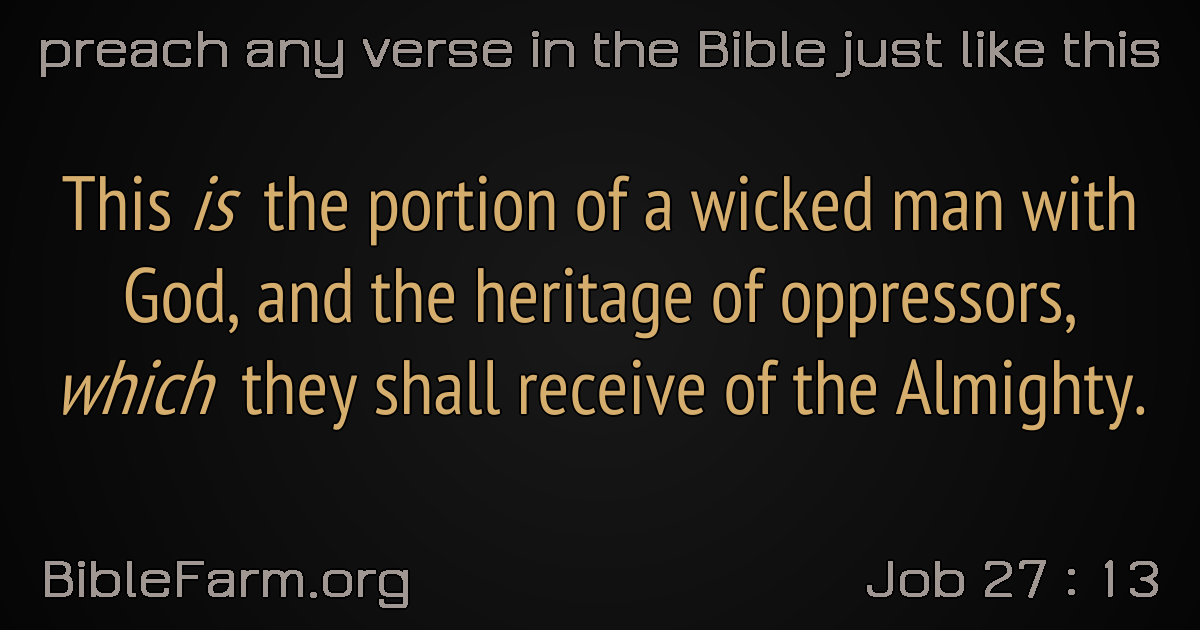 preach any verse in the Bible just like this
This is the portion of a wicked man with
God, and the heritage of oppressors,
which they shall receive of the Almighty.
BibleFarm.org
Job 27 : 13